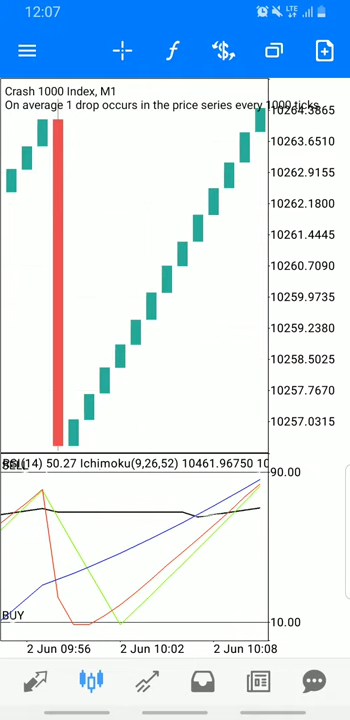 12:07
LTE
Crash 1000 Index, M1
On average 1 drop occurs in the price series every 1000 ticks
10264.3865
10263.6510
10262.9155
10262.1800
10261.4445
10260.7090
10259.9735
10259.2380
10258.5025
10257.7670
10257.0315
SELL
RSI(14) 50.27 Ichimoku(9,26,52) 10461.96750 10
90.00
BUY
10.00
2 Jun 09:56 2 Jun 10:02 2 Jun 10:08